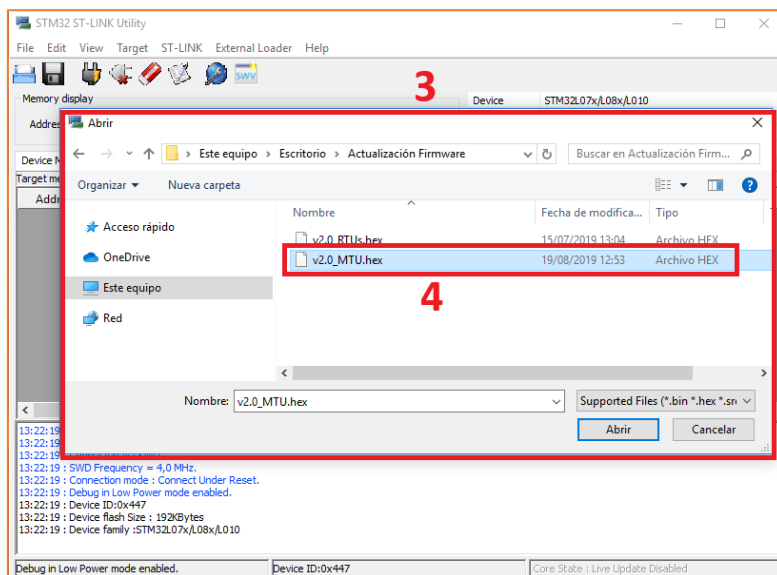 STM32 ST-LINK Utility
File Edit View Target ST-LINK External Loader Help
SWV
Memory display
3
Device STM32L07x/L08x/L010
Abrir
Este equipo > Escritorio > Actualización Firmware
Buscar en Actualización Firm...
Organizar
Nueva carpeta
Nombre
Fecha de modifica...
Tipo
Acceso rápido
OneDrive
Este equipo
Red
v2.0_RTUs.hex 15/07/2019 13:04 Archivo HEX
v2.0_MTU.hex 19/08/2019 12:53 Archivo HEX
4
Nombre: v2.0_MTU.hex
Supported Files (*.bin *.hex
Abrir
Cancelar
13:22:19
13:22:19
13:22:19 : SWD Frequency = 4,0 MHz.
13:22:19 : Connection mode : Connect Under Reset.
13:22:19 : Debug in Low Power mode enabled.
13:22:19 : Device ID:0x447
13:22:19 : Device flash Size : 192KBytes
13:22:19 : Device family :STM32L07x/L08x/L010
Debug in Low Power mode enabled.
Device ID:0x447
Core State : Live Update Disabled